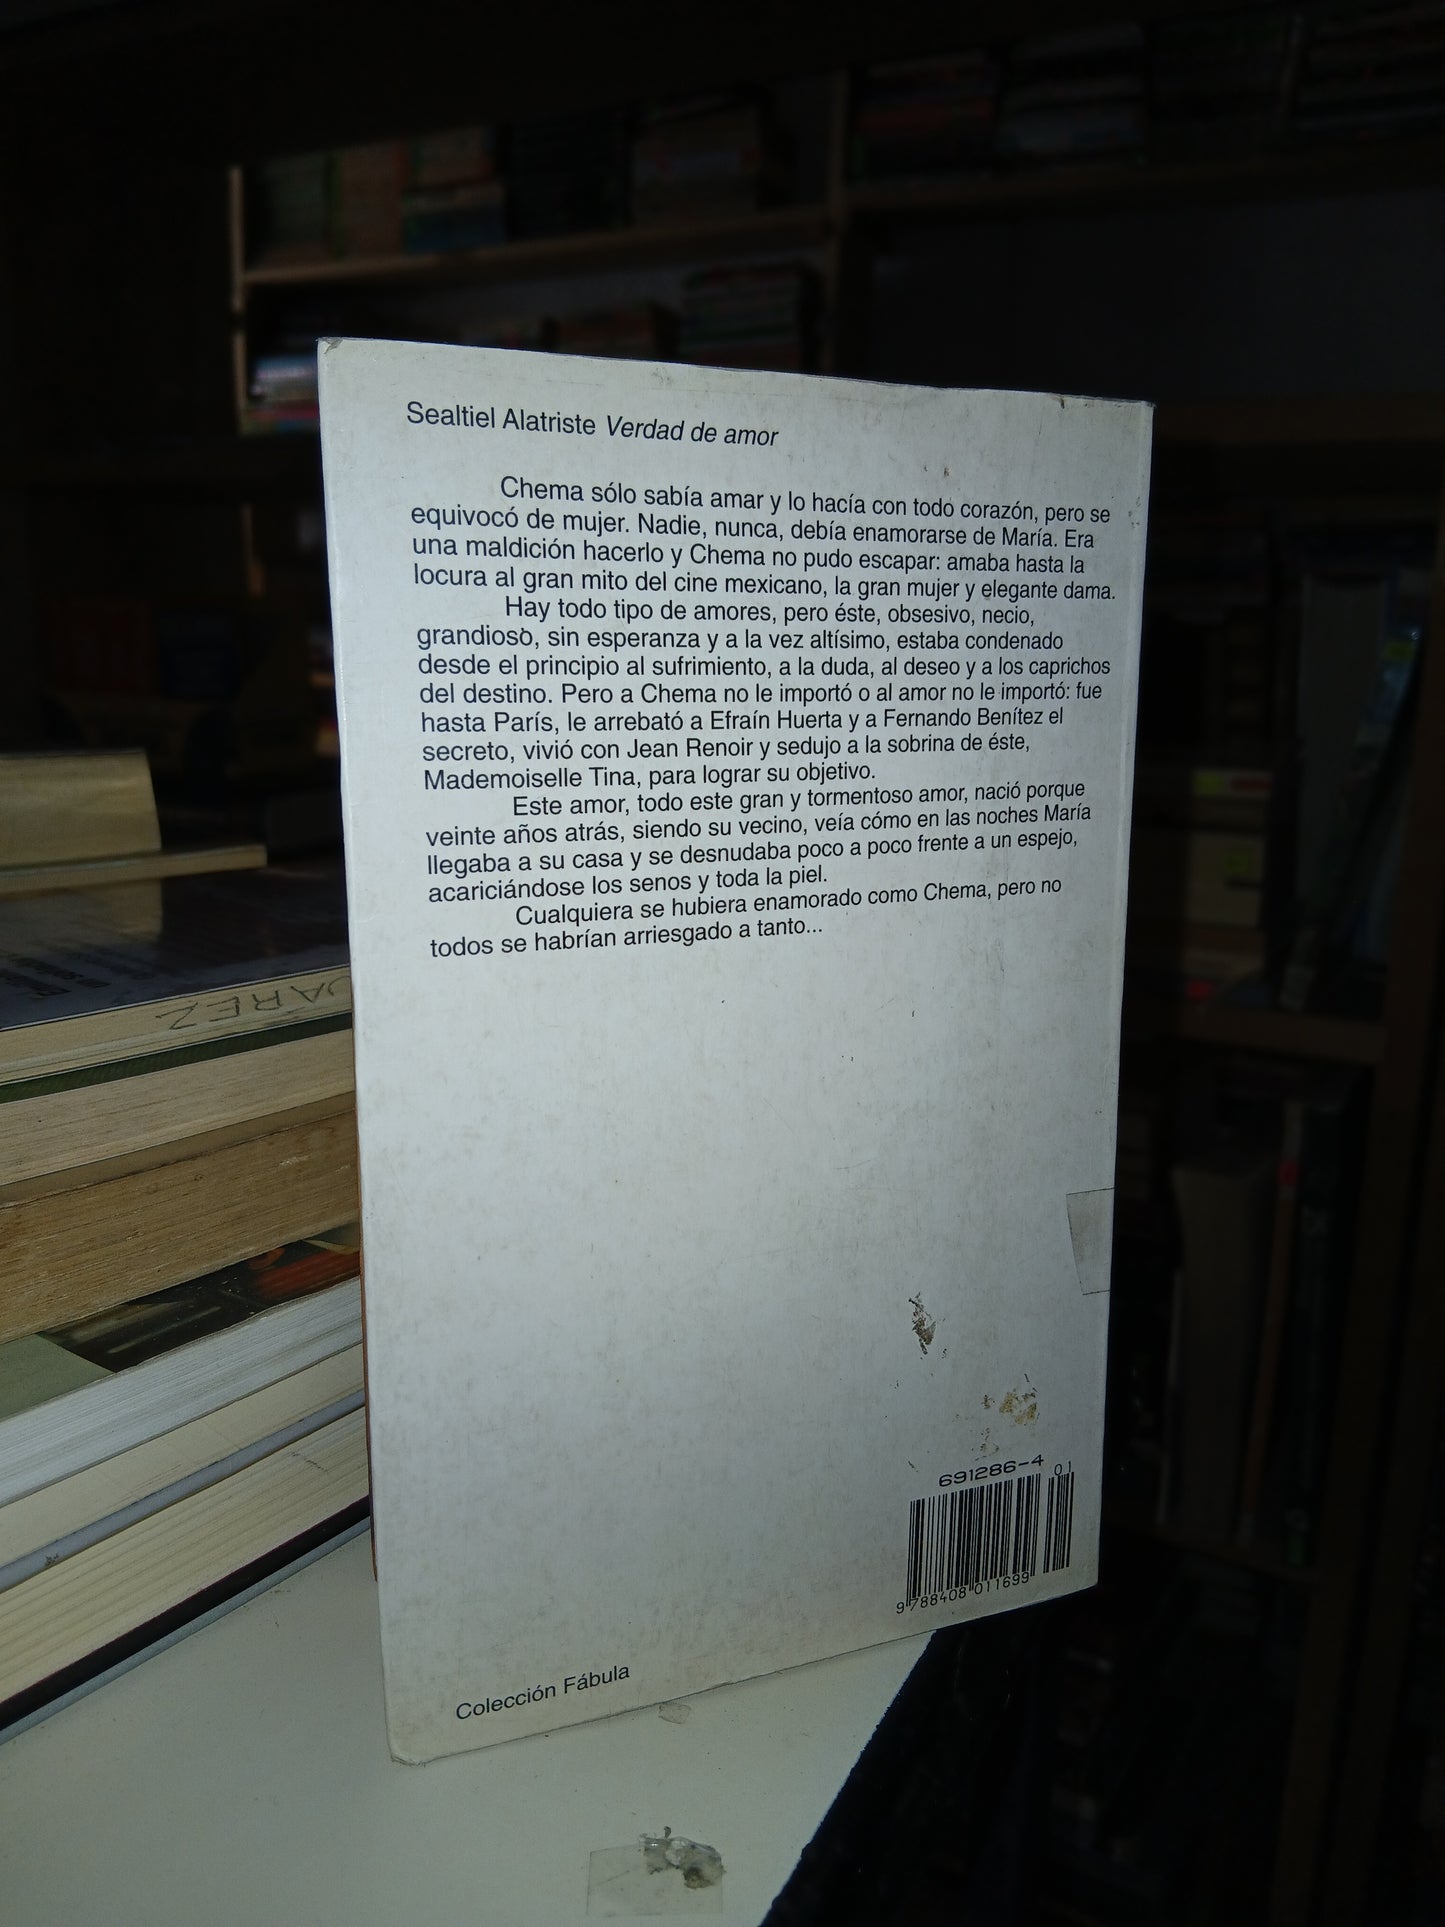 Sealtiel Alatriste Verdad de amor
Chema sólo sabía amar y lo hacía con todo corazón, pero se
equivocó de mujer. Nadie, nunca, debía enamorarse de María. Era
una maldición hacerlo y Chema no pudo escapar: amaba hasta la
locura al gran mito del cine mexicano, la gran mujer y elegante dama.
Hay todo tipo de amores, pero éste, obsesivo, necio,
grandioso, sin esperanza y a la vez altísimo, estaba condenado
desde el principio al sufrimiento, a la duda, al deseo y a los caprichos
del destino. Pero a Chema no le importó o al amor no le importó: fue
hasta París, le arrebató a Efraín Huerta y a Fernando Benítez el
secreto, vivió con Jean Renoir y sedujo a la sobrina de éste,
Mademoiselle Tina, para lograr su objetivo.
Este amor, todo este gran y tormentoso amor, nació porque
veinte años atrás, siendo su vecino, veía cómo en las noches María
llegaba a su casa y se desnudaba poco a poco frente a un espejo,
acariciándose los senos y toda la piel.
Cualquiera se hubiera enamorado como Chema, pero no
todos se habrían arriesgado a tanto...
UÁREZ
691286-4
01
9 788408 011699
Colección Fábula